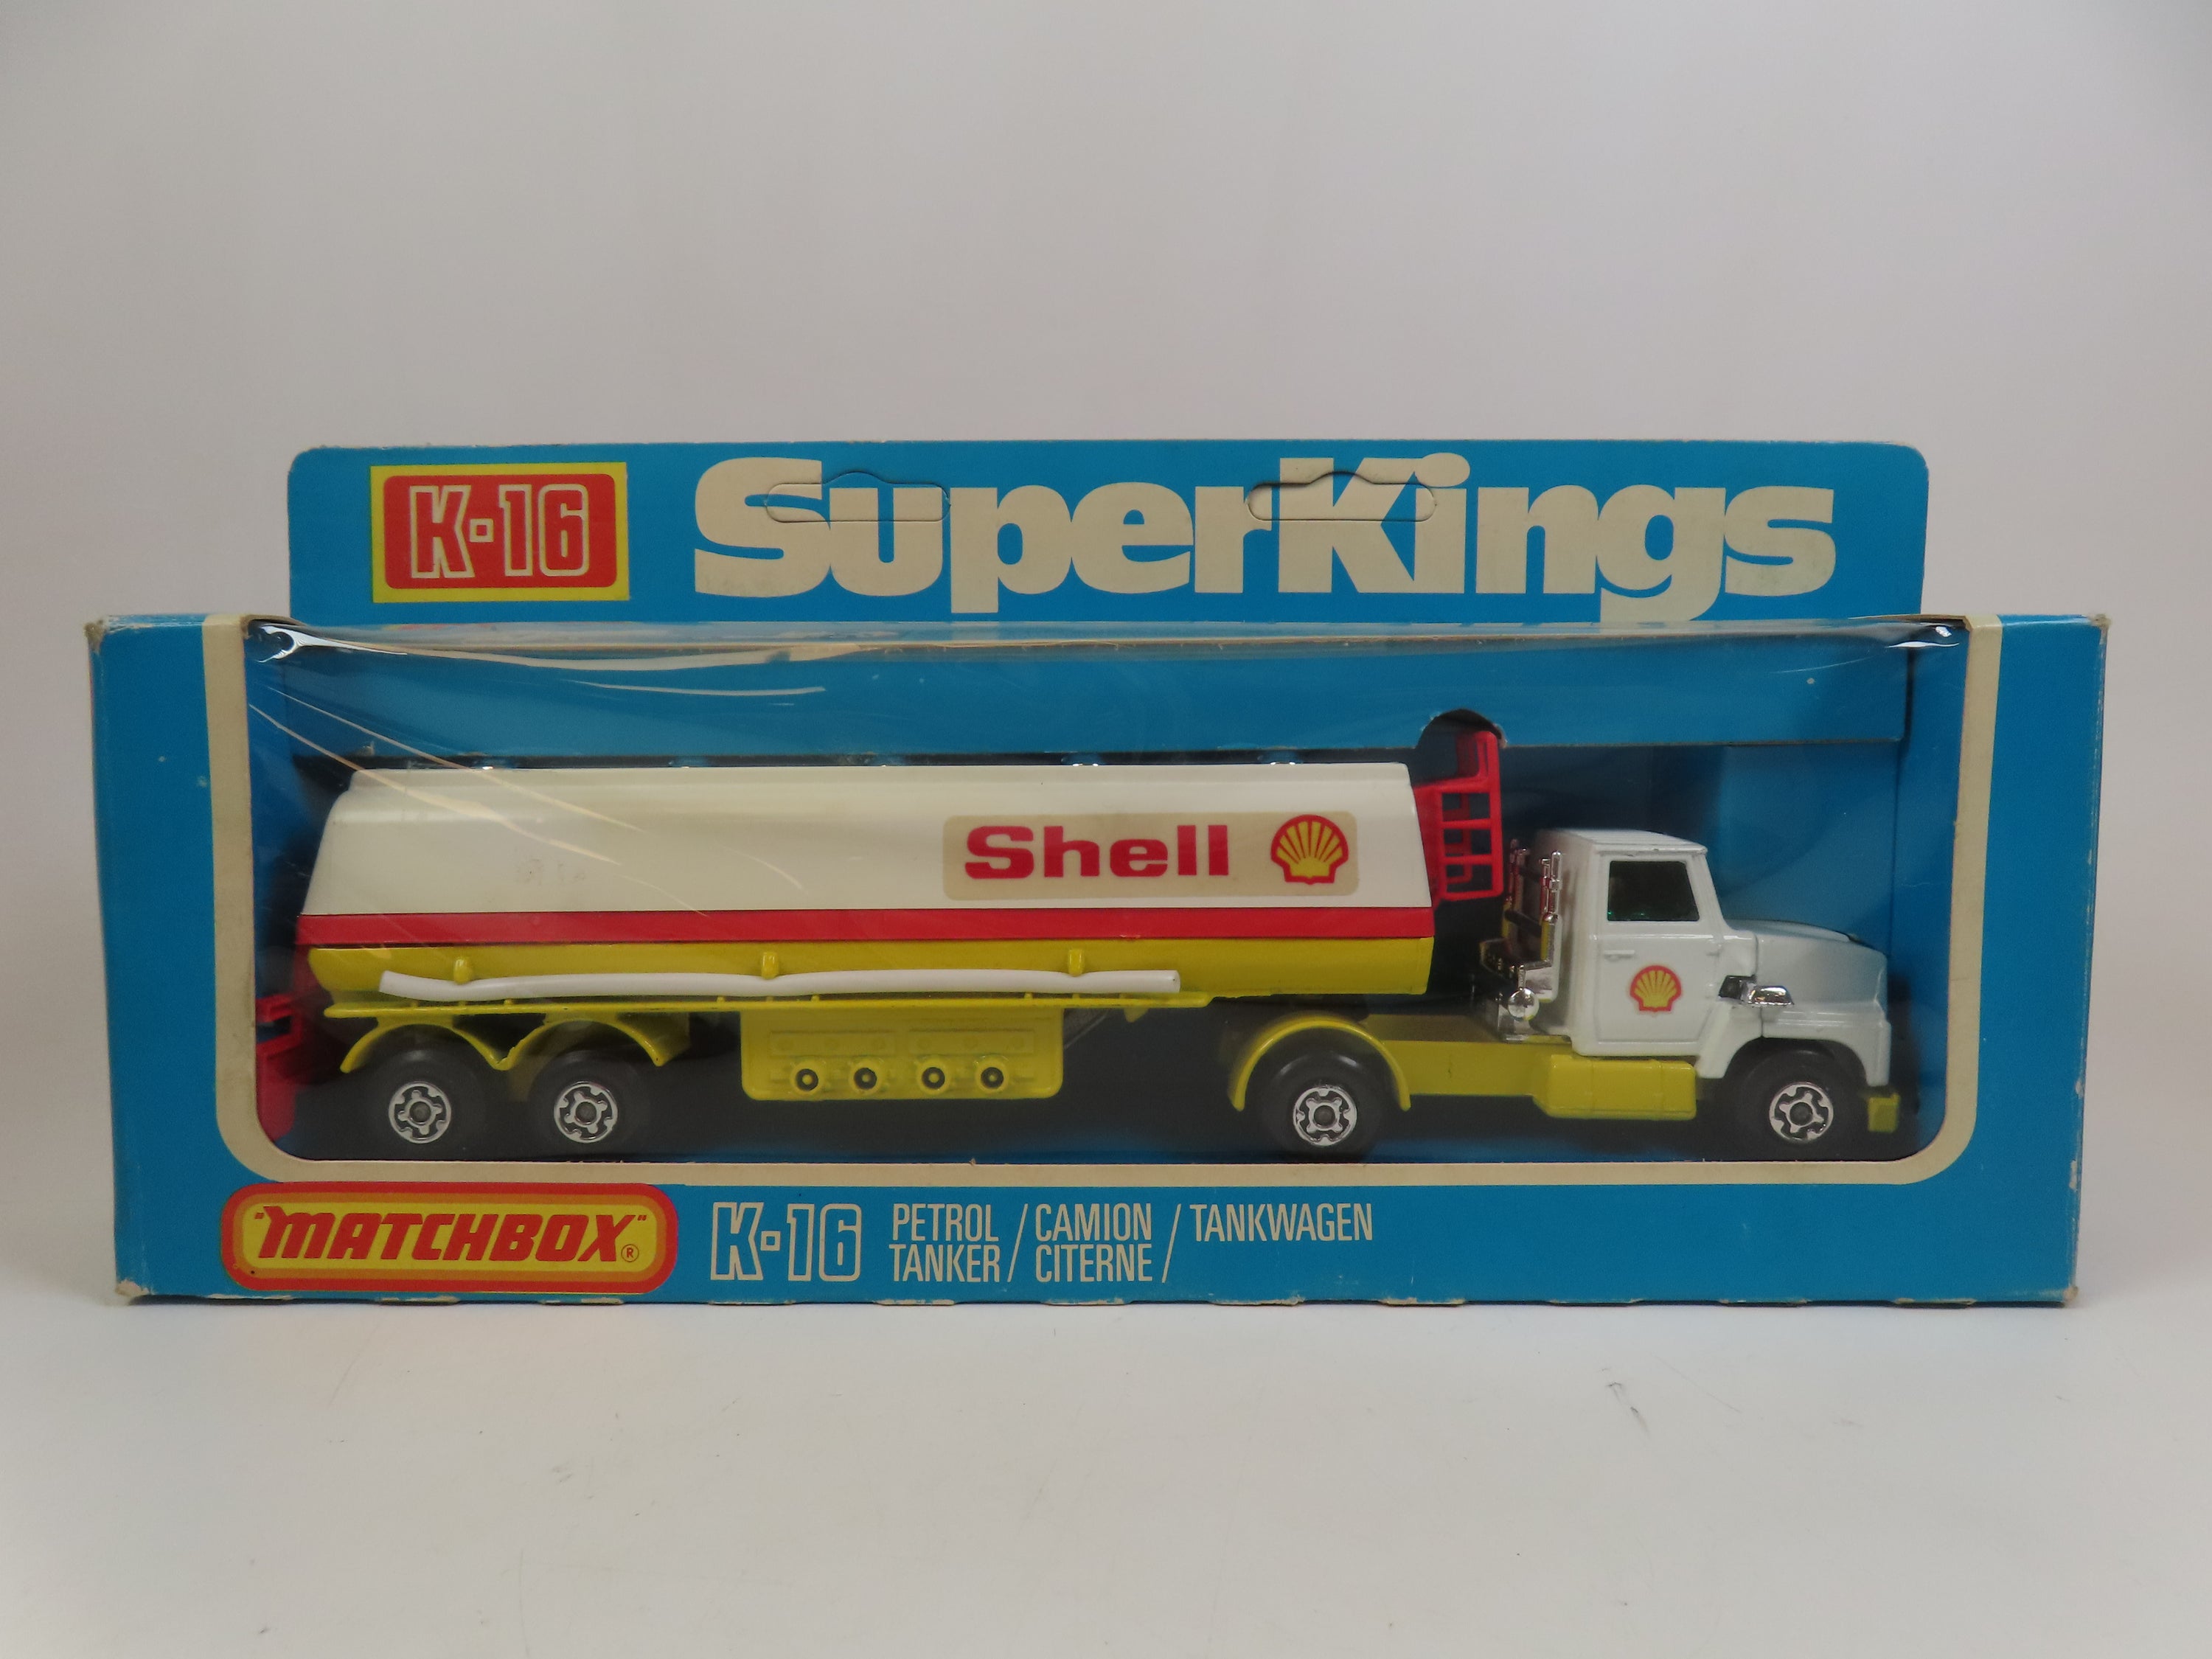 K-16 SuperKings
Shell
"MATCHBOX"®
K-16
PETROL / CAMION / TANKWAGEN
TANKER / CITERNE /